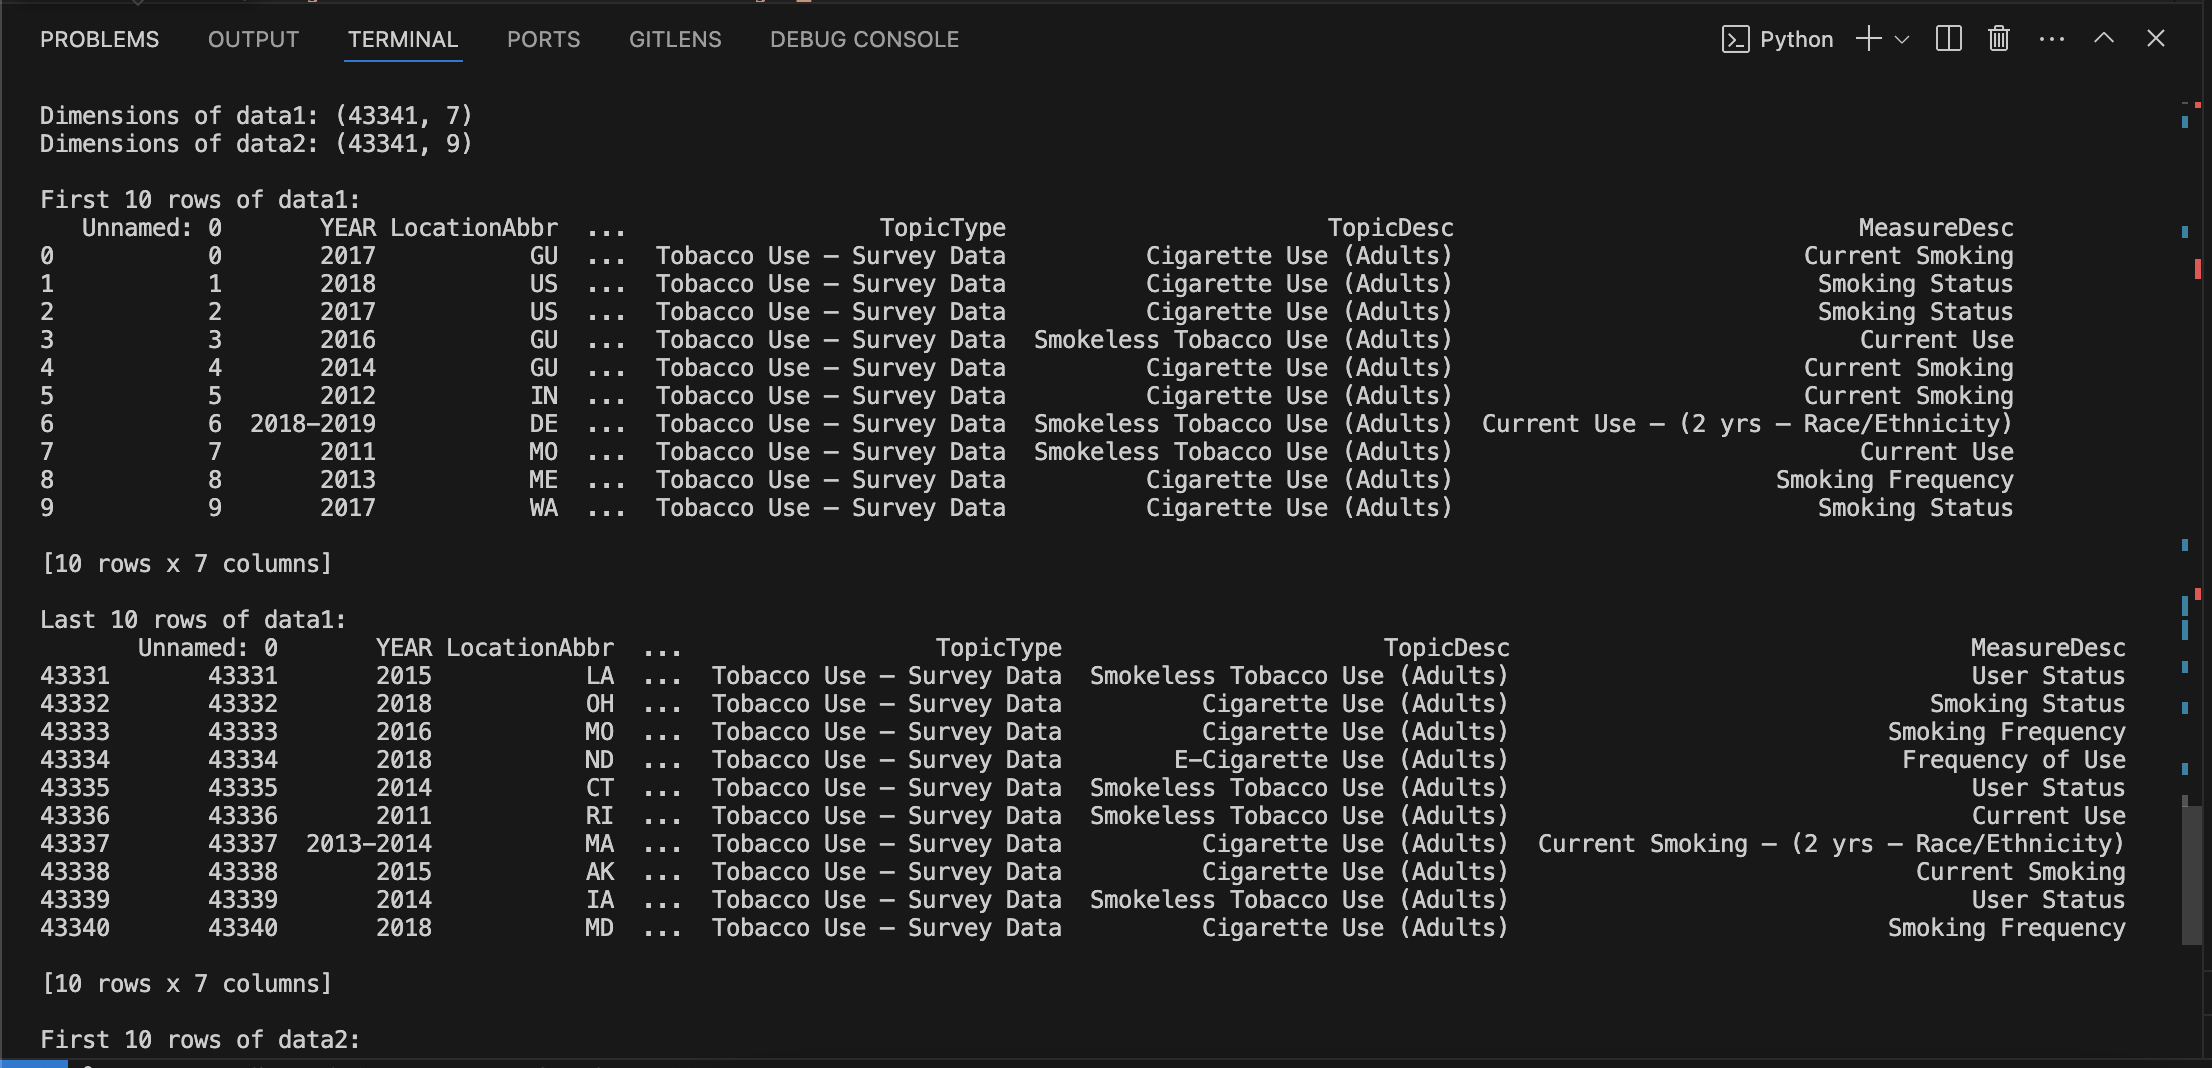 PROBLEMS OUTPUT TERMINAL PORTS GITLENS DEBUG CONSOLE Python
Dimensions of data1: (43341, 7)
Dimensions of data2: (43341, 9)
First 10 rows of data1:
Unnamed: 0 YEAR LocationAbbr ... TopicType TopicDesc MeasureDesc
0 0 2017 GU ... Tobacco Use – Survey Data Cigarette Use (Adults) Current Smoking
1 1 2018 US ... Tobacco Use – Survey Data Cigarette Use (Adults) Smoking Status
2 2 2017 US ... Tobacco Use – Survey Data Cigarette Use (Adults) Smoking Status
3 3 2016 GU ... Tobacco Use – Survey Data Smokeless Tobacco Use (Adults) Current Use
4 4 2014 GU ... Tobacco Use – Survey Data Cigarette Use (Adults) Current Smoking
5 5 2012 IN ... Tobacco Use – Survey Data Cigarette Use (Adults) Current Smoking
6 6 2018–2019 DE ... Tobacco Use – Survey Data Smokeless Tobacco Use (Adults) Current Use – (2 yrs – Race/Ethnicity)
7 7 2011 MO ... Tobacco Use – Survey Data Smokeless Tobacco Use (Adults) Current Use
8 8 2013 ME ... Tobacco Use – Survey Data Cigarette Use (Adults) Smoking Frequency
9 9 2017 WA ... Tobacco Use – Survey Data Cigarette Use (Adults) Smoking Status
[10 rows x 7 columns]
Last 10 rows of data1:
Unnamed: 0 YEAR LocationAbbr ... TopicType TopicDesc MeasureDesc
43331 43331 2015 LA ... Tobacco Use – Survey Data Smokeless Tobacco Use (Adults) User Status
43332 43332 2018 OH ... Tobacco Use – Survey Data Cigarette Use (Adults) Smoking Status
43333 43333 2016 MO ... Tobacco Use – Survey Data Cigarette Use (Adults) Smoking Frequency
43334 43334 2018 ND ... Tobacco Use – Survey Data E–Cigarette Use (Adults) Frequency of Use
43335 43335 2014 CT ... Tobacco Use – Survey Data Smokeless Tobacco Use (Adults) User Status
43336 43336 2011 RI ... Tobacco Use – Survey Data Smokeless Tobacco Use (Adults) Current Use
43337 43337 2013–2014 MA ... Tobacco Use – Survey Data Cigarette Use (Adults) Current Smoking – (2 yrs – Race/Ethnicity)
43338 43338 2015 AK ... Tobacco Use – Survey Data Cigarette Use (Adults) Current Smoking
43339 43339 2014 IA ... Tobacco Use – Survey Data Smokeless Tobacco Use (Adults) User Status
43340 43340 2018 MD ... Tobacco Use – Survey Data Cigarette Use (Adults) Smoking Frequency
[10 rows x 7 columns]
First 10 rows of data2: